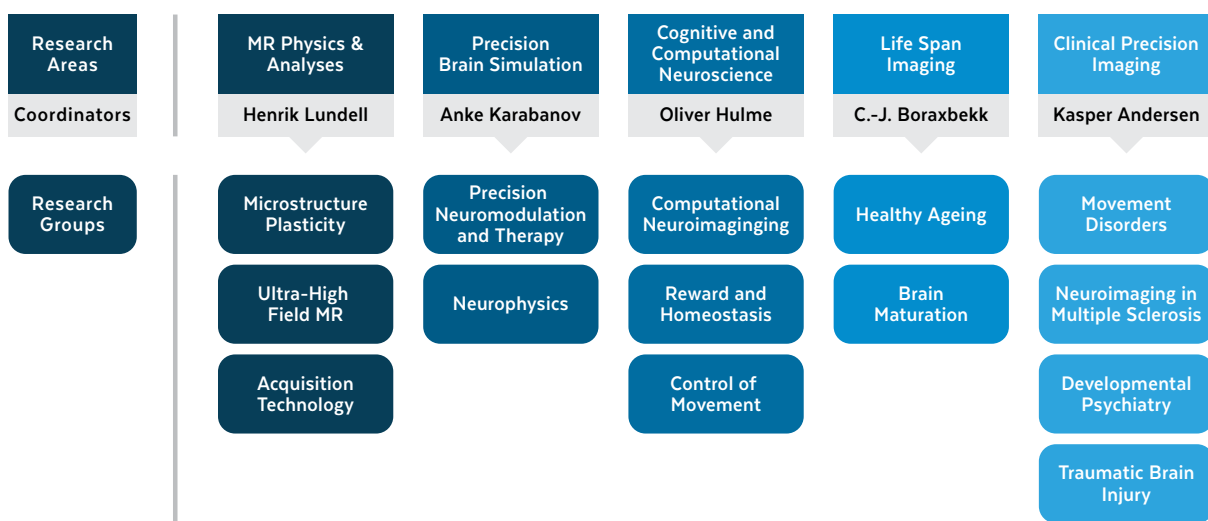 Research
Areas
Coordinators
MR Physics &
Analyses
Henrik Lundell
Precision
Brain Simulation
Anke Karabanov
Cognitive and
Computational
Neuroscience
Oliver Hulme
Life Span
Imaging
C.-J. Boraxbekk
Clinical Precision
Imaging
Kasper Andersen
Research
Groups
Microstructure
Plasticity
Ultra-High
Field MR
Acquisition
Technology
Precision
Neuromodulation
and Therapy
Neurophysics
Computational
Neuroimaginging
Reward and
Homeostasis
Control of
Movement
Healthy Ageing
Brain
Maturation
Movement
Disorders
Neuroimaging in
Multiple Sclerosis
Developmental
Psychiatry
Traumatic Brain
Injury